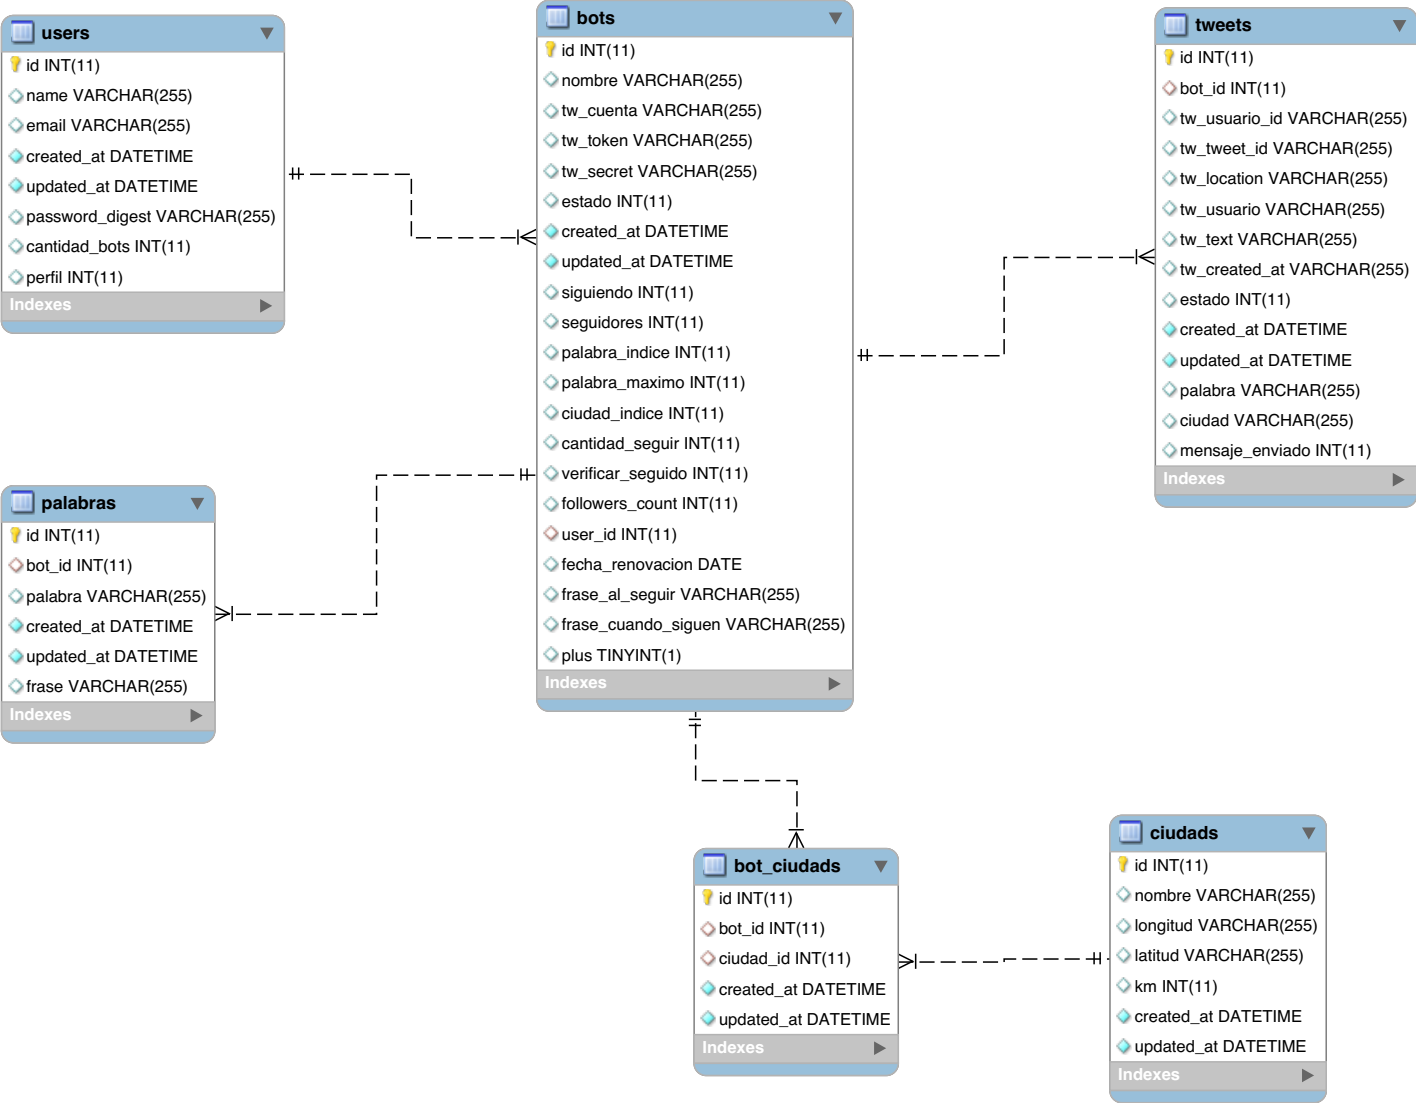 users
id INT(11)
name VARCHAR(255)
email VARCHAR(255)
created_at DATETIME
updated_at DATETIME
password_digest VARCHAR(255)
cantidad_bots INT(11)
perfil INT(11)
Indexes
bots
id INT(11)
nombre VARCHAR(255)
tw_cuenta VARCHAR(255)
tw_token VARCHAR(255)
tw_secret VARCHAR(255)
estado INT(11)
created_at DATETIME
updated_at DATETIME
siguiendo INT(11)
seguidores INT(11)
palabra_indice INT(11)
palabra_maximo INT(11)
ciudad_indice INT(11)
cantidad_seguir INT(11)
verificar_seguido INT(11)
followers_count INT(11)
user_id INT(11)
fecha_renovacion DATE
frase_al_seguir VARCHAR(255)
frase_cuando_siguen VARCHAR(255)
plus TINYINT(1)
Indexes
tweets
id INT(11)
bot_id INT(11)
tw_usuario_id VARCHAR(255)
tw_tweet_id VARCHAR(255)
tw_location VARCHAR(255)
tw_usuario VARCHAR(255)
tw_text VARCHAR(255)
tw_created_at VARCHAR(255)
estado INT(11)
created_at DATETIME
updated_at DATETIME
palabra VARCHAR(255)
ciudad VARCHAR(255)
mensaje_enviado INT(11)
Indexes
palabras
id INT(11)
bot_id INT(11)
palabra VARCHAR(255)
created_at DATETIME
updated_at DATETIME
frase VARCHAR(255)
Indexes
bot_ciudads
id INT(11)
bot_id INT(11)
ciudad_id INT(11)
created_at DATETIME
updated_at DATETIME
Indexes
ciudads
id INT(11)
nombre VARCHAR(255)
longitud VARCHAR(255)
latitud VARCHAR(255)
km INT(11)
created_at DATETIME
updated_at DATETIME
Indexes